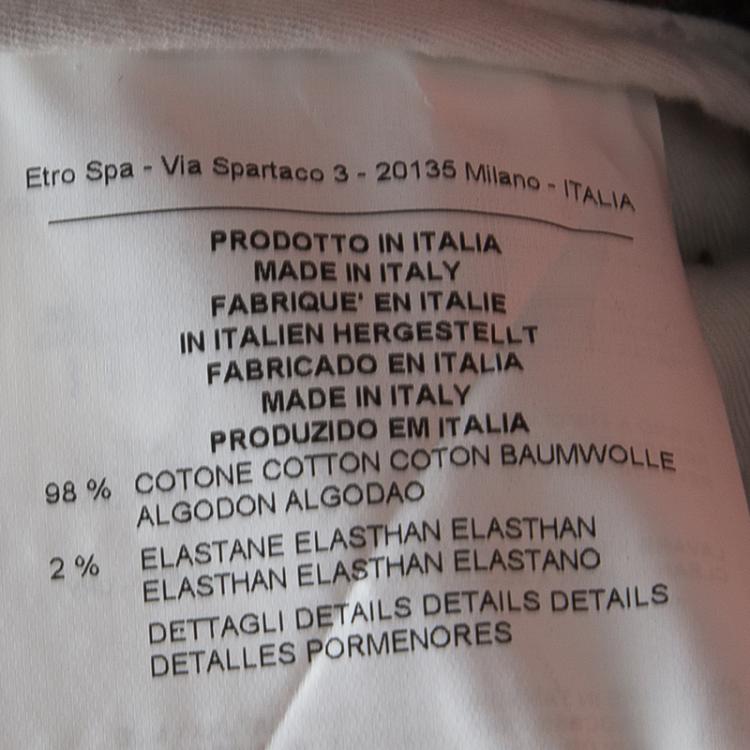 Etro Spa - Via Spartaco 3 - 20135 Milano - ITALIA
PRODOTTO IN ITALIA
MADE IN ITALY
FABRIQUE' EN ITALIE
IN ITALIEN HERGESTELLT
FABRICADO EN ITALIA
MADE IN ITALY
PRODUZIDO EM ITALIA
98 % COTONE COTTON COTON BAUMWOLLE
ALGODON ALGODAO
2 % ELASTANE ELASTHAN ELASTHAN
ELASTHAN ELASTHAN ELASTANO
DETTAGLI DETAILS DETAILS DETAILS
DETALLES PORMENORES